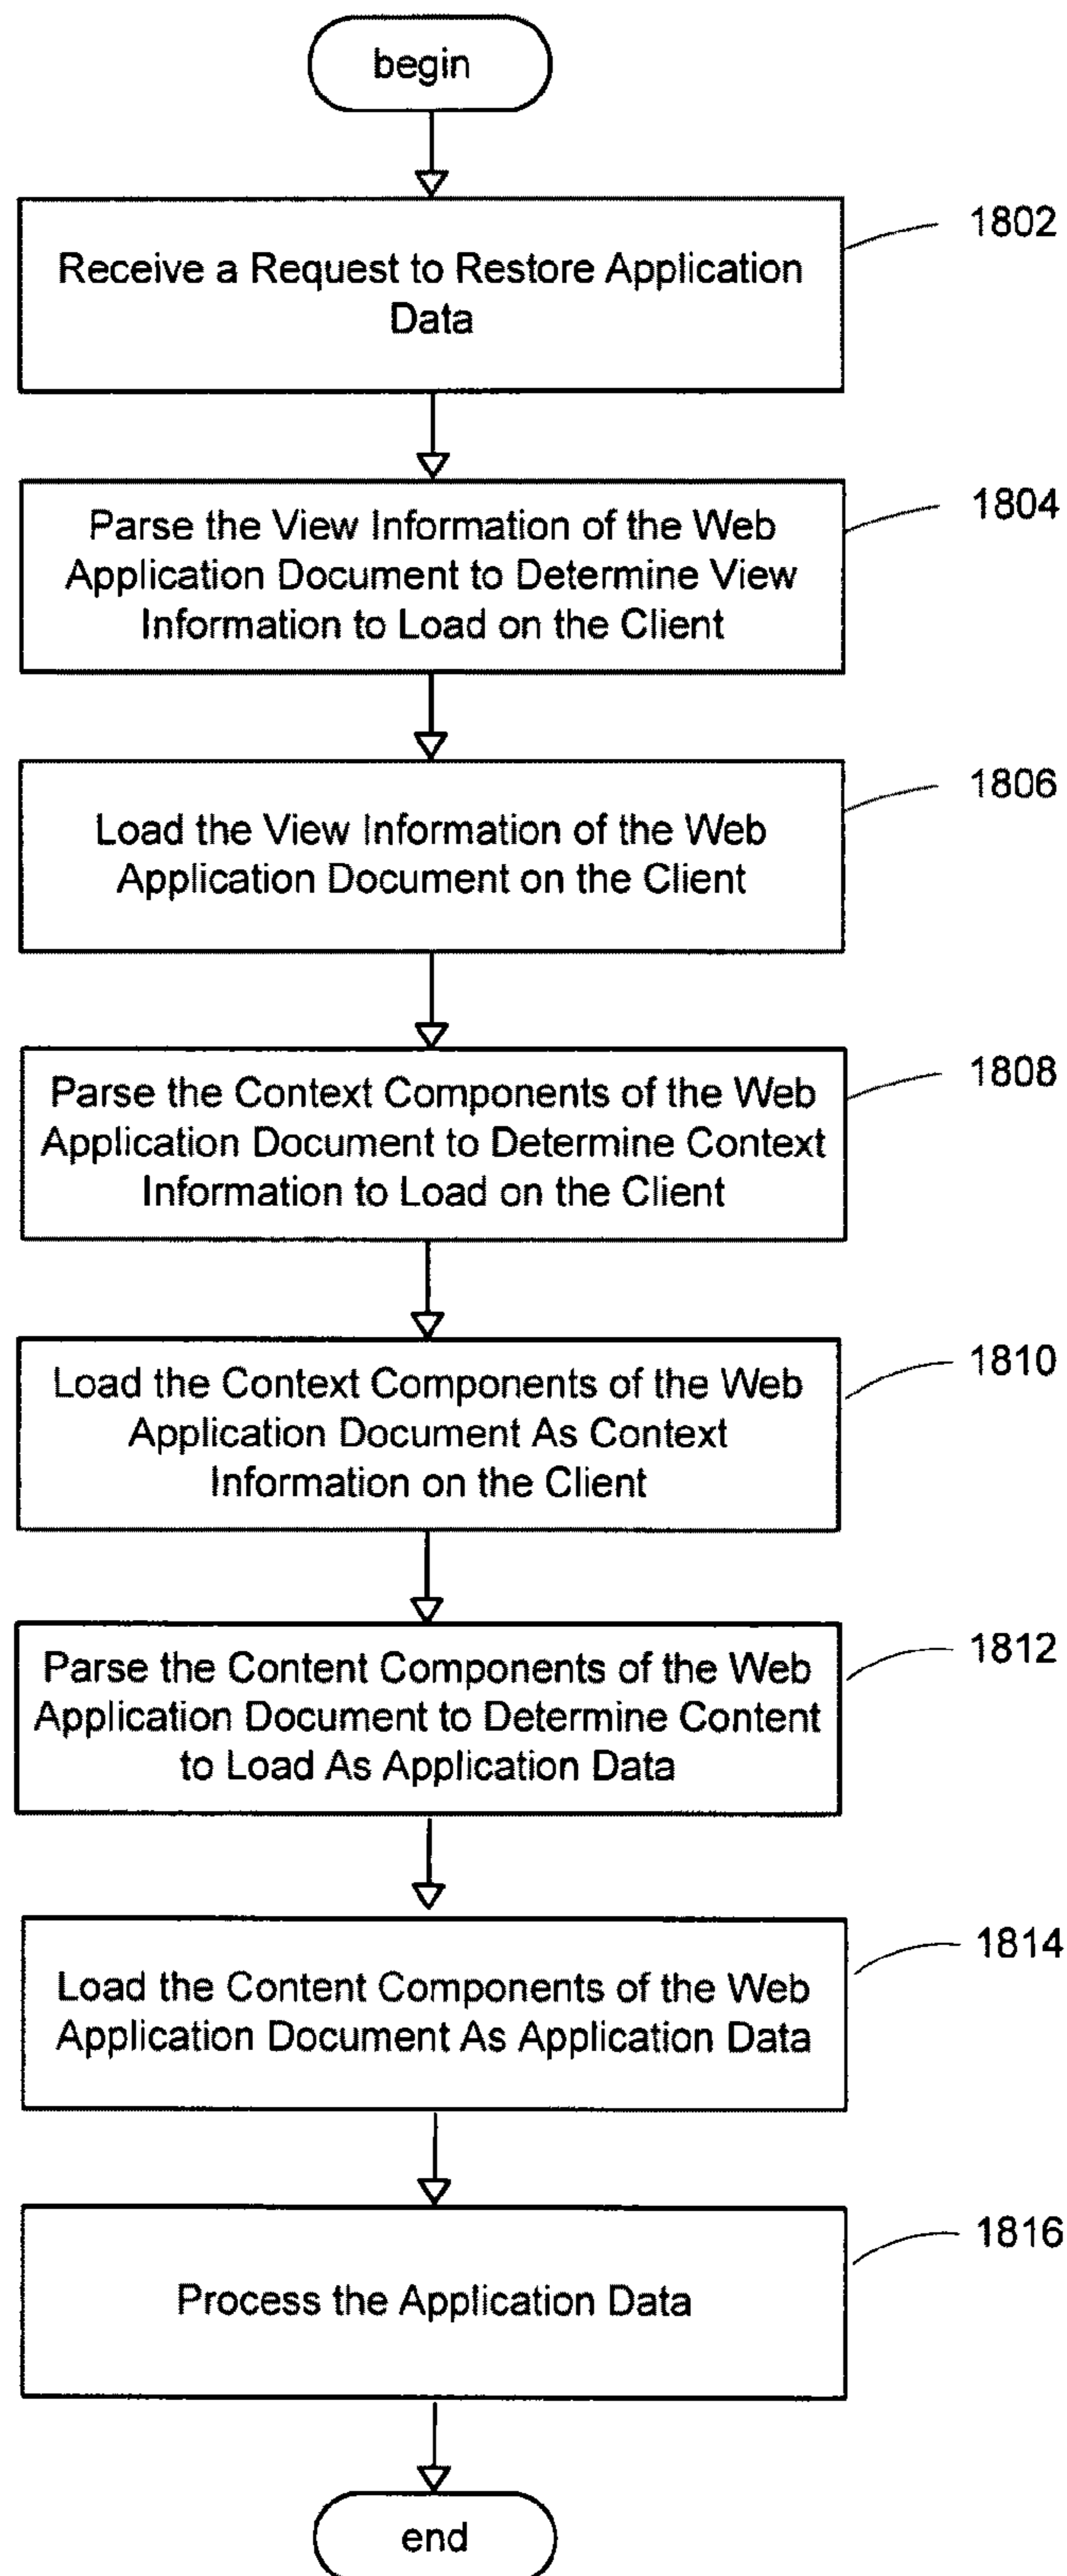 begin
1802
Receive a Request to Restore Application
Data
1804
Parse the View Information of the Web
Application Document to Determine View
Information to Load on the Client
1806
Load the View Information of the Web
Application Document on the Client
1808
Parse the Context Components of the Web
Application Document to Determine Context
Information to Load on the Client
1810
Load the Context Components of the Web
Application Document As Context
Information on the Client
1812
Parse the Content Components of the Web
Application Document to Determine Content
to Load As Application Data
1814
Load the Content Components of the Web
Application Document As Application Data
1816
Process the Application Data
end